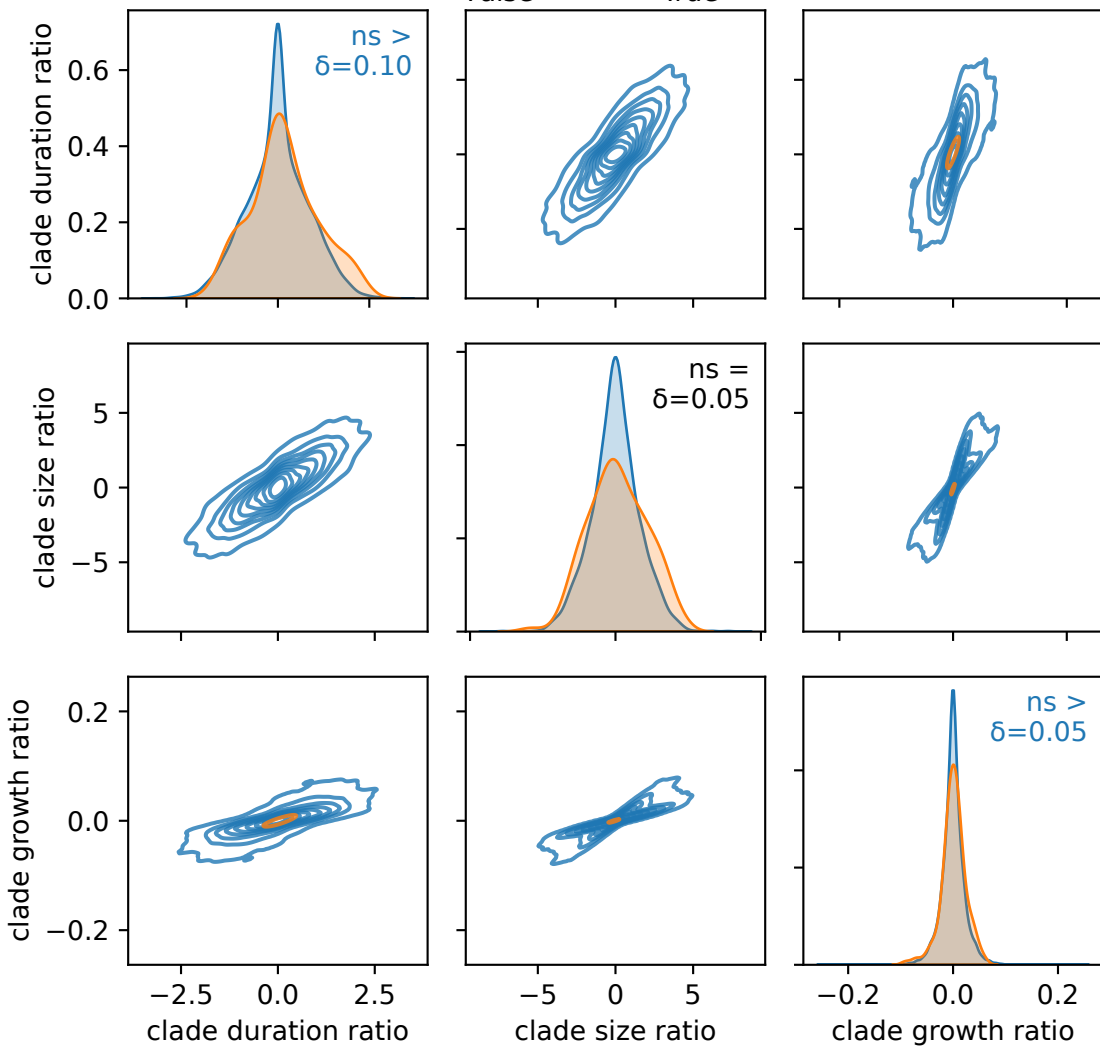 ns >
δ=0.10
clade duration ratio
0.6
0.4
0.2
0.0
ns =
δ=0.05
clade size ratio
5
0
−5
ns >
δ=0.05
clade growth ratio
0.2
0.0
−0.2
−2.5 0.0 2.5
−5 0 5
−0.2 0.0 0.2
clade duration ratio
clade size ratio
clade growth ratio